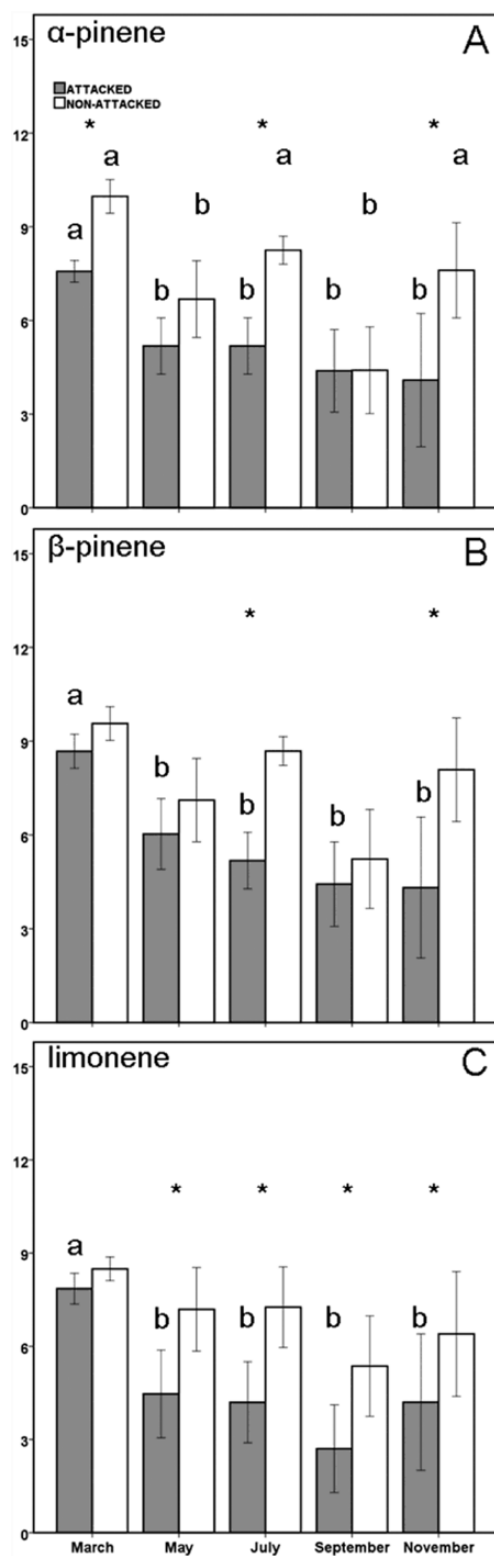 α-pinene A
15
ATTACKED
NON-ATTACKED
12
* * *
a a a
b b
9
a
b b b b
6
3
0
β-pinene B
15
* *
12
a
9
b b b b
6
3
0
limonene C
15
12
* * * *
a
9
b b b b
6
3
0
March May July September November